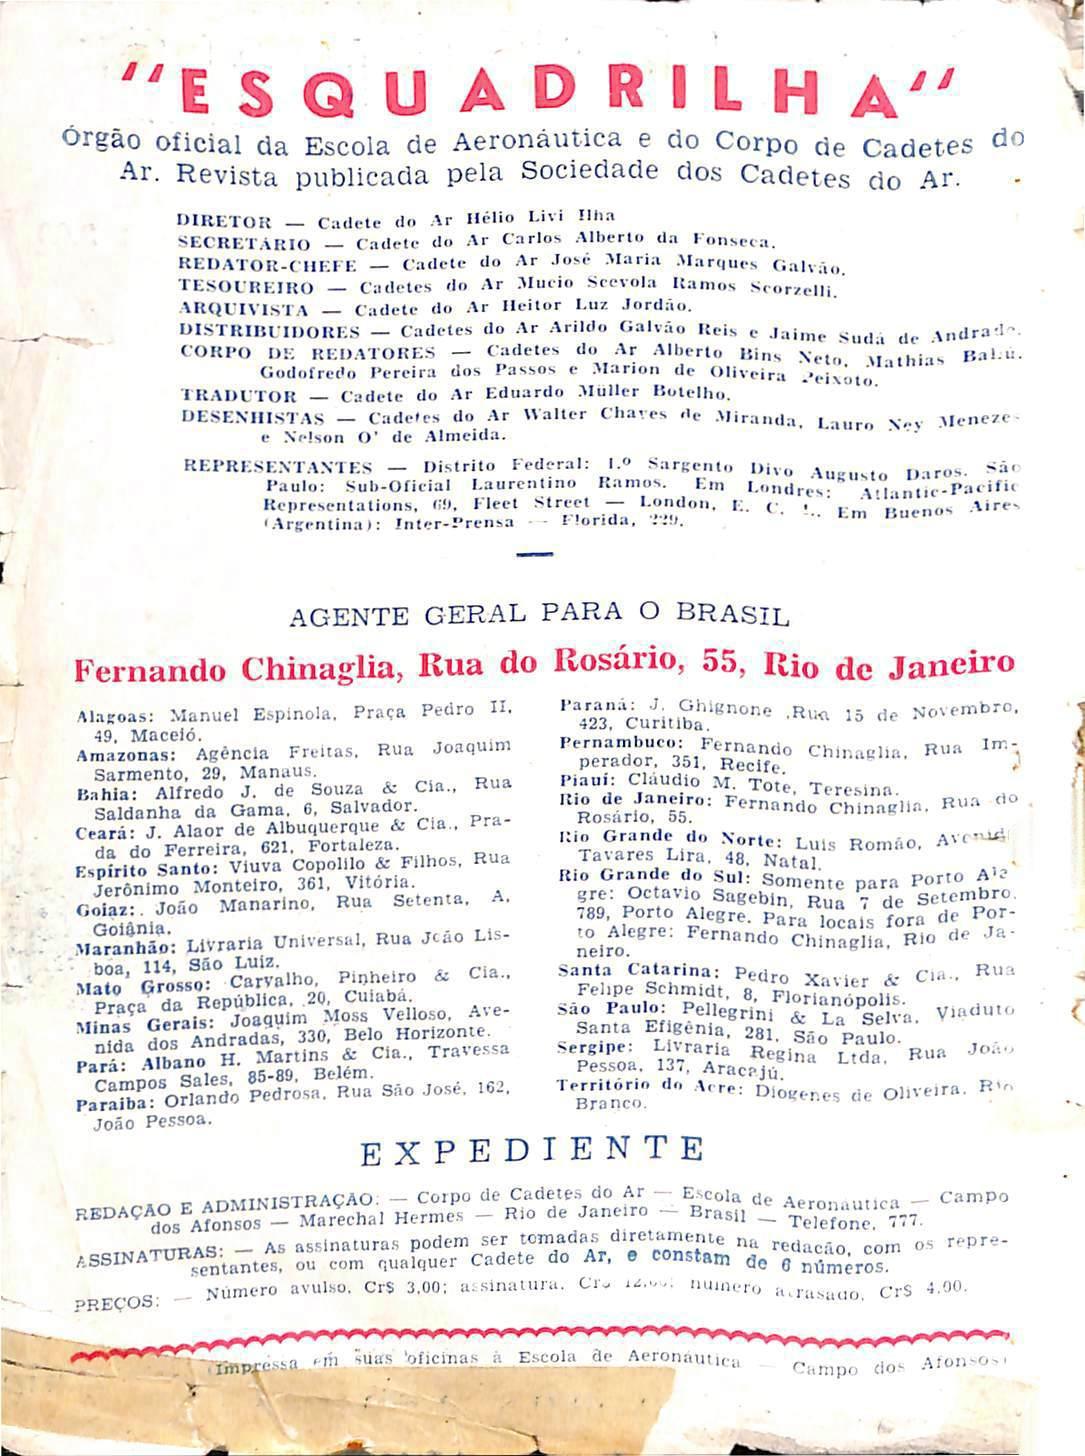 "ESQUADRILHA"
Órgão oficial da Escola de Aeronáutica e do Corpo de Cadetes do
Ar. Revista publicada pela Sociedade dos Cadetes do Ar.
DIRETOR — Cadete do Ar Hélio Livi Ilha
SECRETÁRIO — Cadete do Ar Carlos Alberto da Fonseca.
REDATOR-CHEFE — Cadete do Ar José Maria Marques Galvão.
TESOUREIRO — Cadetes do Ar Mucio Scevola Ramos Scorzelli.
ARQUIVISTA — Cadete do Ar Heitor Luz Jordão.
DISTRIBUIDORES — Cadetes do Ar Arildo Galvão Reis e Jaime Sudá de Andrade.
CORPO DE REDATORES — Cadetes do Ar Alberto Bins Neto, Mathias
Godofredo Pereira dos Passos e Marion de Oliveira Peixoto.
TRADUTOR — Cadete do Ar Eduardo Müller Botelho.
DESENHISTAS — Cadetes do Ar Walter Chaves de Miranda, Lauro Ney Meneze-
e Nelson O' de Almeida.
REPRESENTANTES — Distrito Federal: 1.º Sargento Divo Augusto Daros. São
Paulo: Sub-Oficial Laurentino Ramos. Em Londres: Atlantic-Pacific
Representations, 69, Fleet Street — London, E. C. Em Buenos Aires
(Argentina): Inter-Prensa — Florida, 229.
AGENTE GERAL PARA O BRASIL
Fernando Chinaglia, Rua do Rosário, 55, Rio de Janeiro
Alagoas: Manuel Espinola, Praça Pedro II,
49, Maceió.
Amazonas: Agência Freitas, Rua Joaquim
Sarmento, 29, Manaus.
Bahia: Alfredo J. de Souza & Cia., Rua
Saldanha da Gama, 6, Salvador.
Ceará: J. Alaor de Albuquerque & Cia., Pra-
da do Ferreira, 621, Fortaleza.
Espírito Santo: Viuva Copolilo & Filhos, Rua
Jerônimo Monteiro, 361, Vitória.
Goiaz:. João Manarino, Rua Setenta, A,
Goiânia.
Maranhão: Livraria Universal, Rua João Lis-
boa, 114, São Luiz.
Mato Grosso: Carvalho, Pinheiro & Cia.,
Praça da República, 20, Cuiabá.
Minas Gerais: Joaquim Moss Velloso, Ave-
nida dos Andradas, 330, Belo Horizonte.
Pará: Albano H. Martins & Cia., Travessa
Campos Sales, 85-89, Belém.
Paraiba: Orlando Pedrosa, Rua São José, 162,
João Pessoa.
Paraná: J. Ghignone ,Rua 15 de Novembro,
423, Curitiba.
Pernambuco: Fernando Chinaglia, Rua Im-
perador, 351, Recife.
Piauí: Cláudio M. Tote, Teresina.
Rio de Janeiro: Fernando Chinaglia, Rua do
Rosário, 55.
Rio Grande do Norte: Luis Romão, Avenid
Tavares Lira, 48, Natal.
Rio Grande do Sul: Somente para Porto Ale
gre: Octavio Sagebin, Rua 7 de Setembro,
789, Porto Alegre. Para locais fora de Por-
to Alegre: Fernando Chinaglia, Rio de Ja-
neiro.
Santa Catarina: Pedro Xavier & Cia., Rua
Felipe Schmidt, 8, Florianópolis.
São Paulo: Pellegrini & La Selva, Viaduto
Santa Efigênia, 281, São Paulo.
Sergipe: Livraria Regina Ltda, Rua João
Pessoa, 137, Aracajú.
Território do Acre: Diogenes de Oliveira, Rio
Branco.
EXPEDIENTE
REDAÇÃO E ADMINISTRAÇÃO: — Corpo de Cadetes do Ar — Escola de Aeronautica — Campo
dos Afonsos — Marechal Hermes — Rio de Janeiro — Brasil — Telefone, 777.
ASSINATURAS: — As assinaturas podem ser tomadas diretamente na redacão, com os repre-
sentantes, ou com qualquer Cadete do Ar, e constam de 6 números.
PREÇOS: — Número avulso, Cr$ 3,00; assinatura, Cr$ 12,00; numero atrasado, Cr$ 4,00.
Impressa em suas oficinas à Escola de Aeronáutica — Campo dos Afonsos